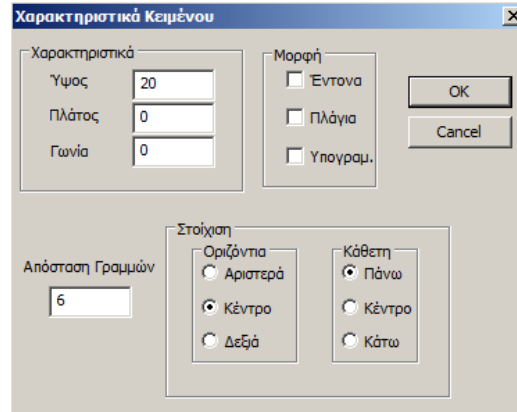 Χαρακτηριστικά Κειμένου
Χαρακτηριστικά
Ύψος 20
Πλάτος 0
Γωνία 0
Μορφή
Έντονα
Πλάγια
Υπογραμ.
OK
Cancel
Απόσταση Γραμμών
6
Στοίχιση
Οριζόντια
Αριστερά
Κέντρο
Δεξιά
Κάθετη
Πάνω
Κέντρο
Κάτω